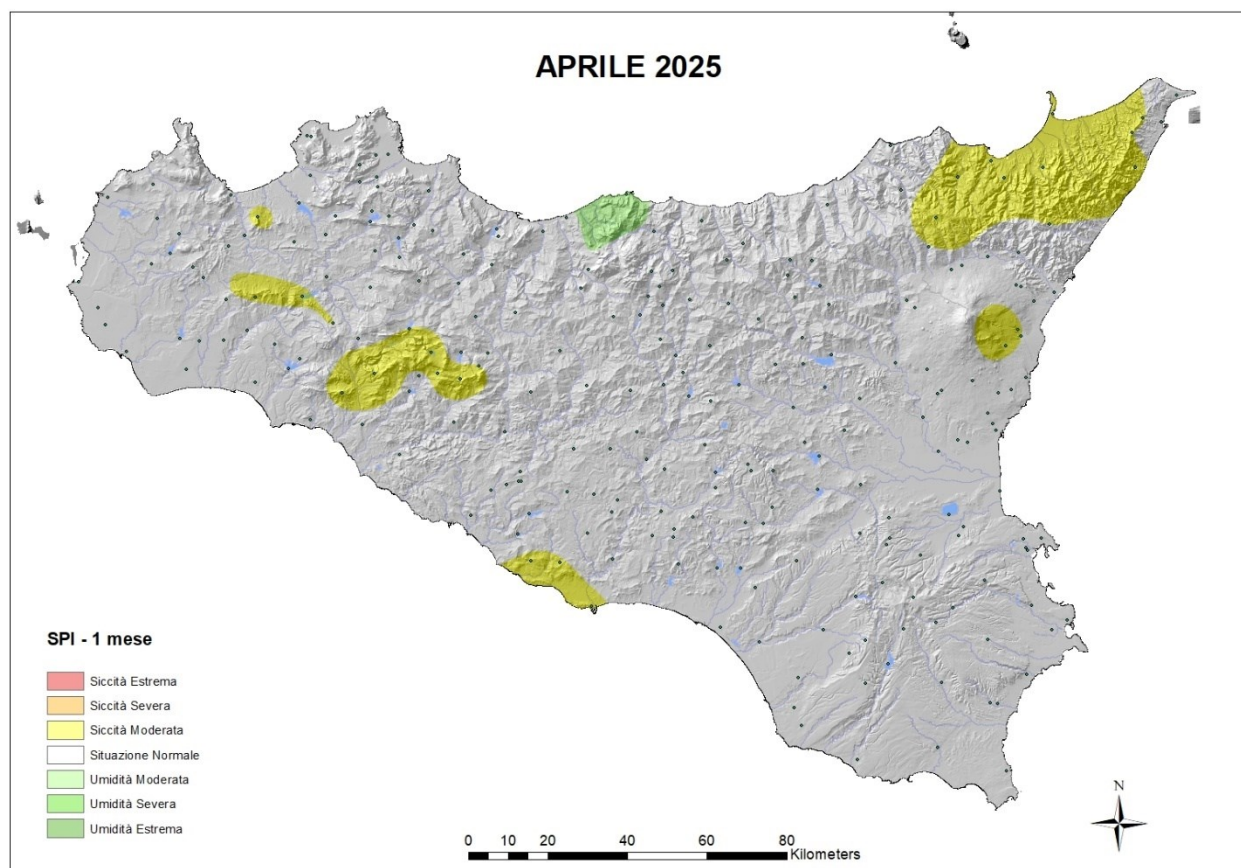 APRILE 2025
SPI - 1 mese
Siccità Estrema
Siccità Severa
Siccità Moderata
Situazione Normale
Umidità Moderata
Umidità Severa
Umidità Estrema
N
0 10 20 40 60 80
Kilometers